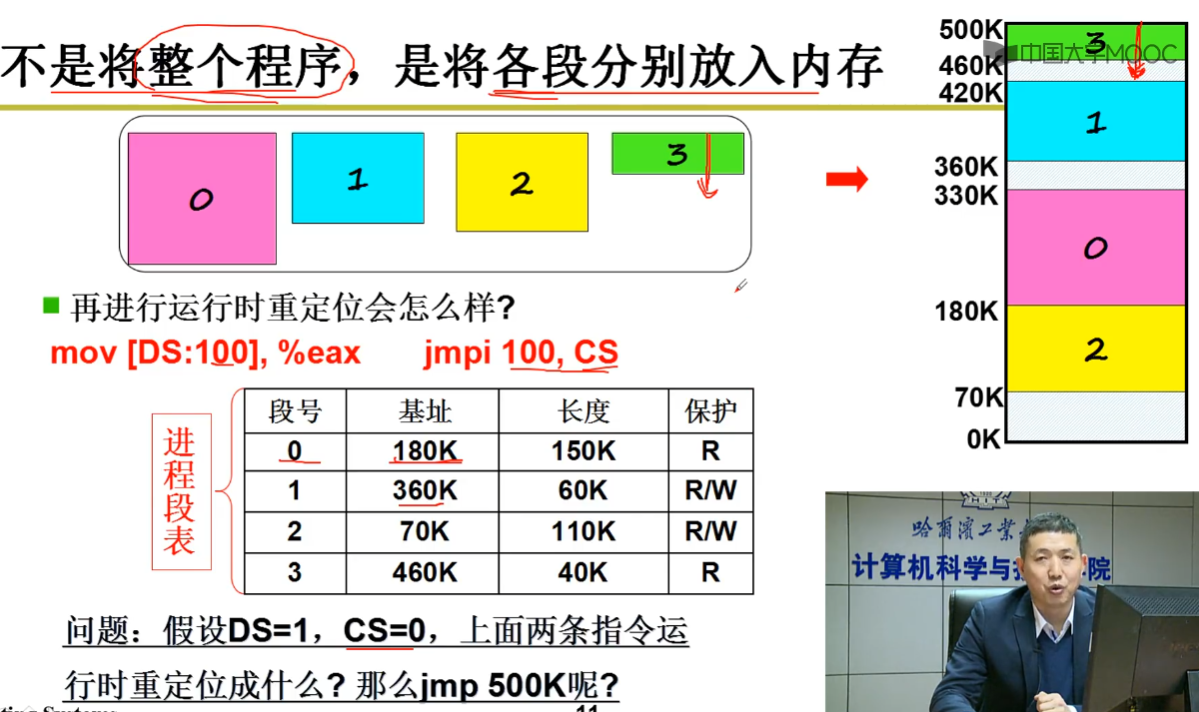 不是将整个程序，是将各段分别放入内存
中国大学MOOC
0
1
2
3
500K
3
460K
420K
1
360K
330K
0
180K
2
70K
0K
再进行运行时重定位会怎么样?
mov [DS:100], %eax jmpi 100, CS
进程段表
段号 基址 长度 保护
0 180K 150K R
1 360K 60K R/W
2 70K 110K R/W
3 460K 40K R
问题：假设DS=1，CS=0，上面两条指令运
行时重定位成什么? 那么jmp 500K呢?
11
哈尔滨工业
计算机科学与 院